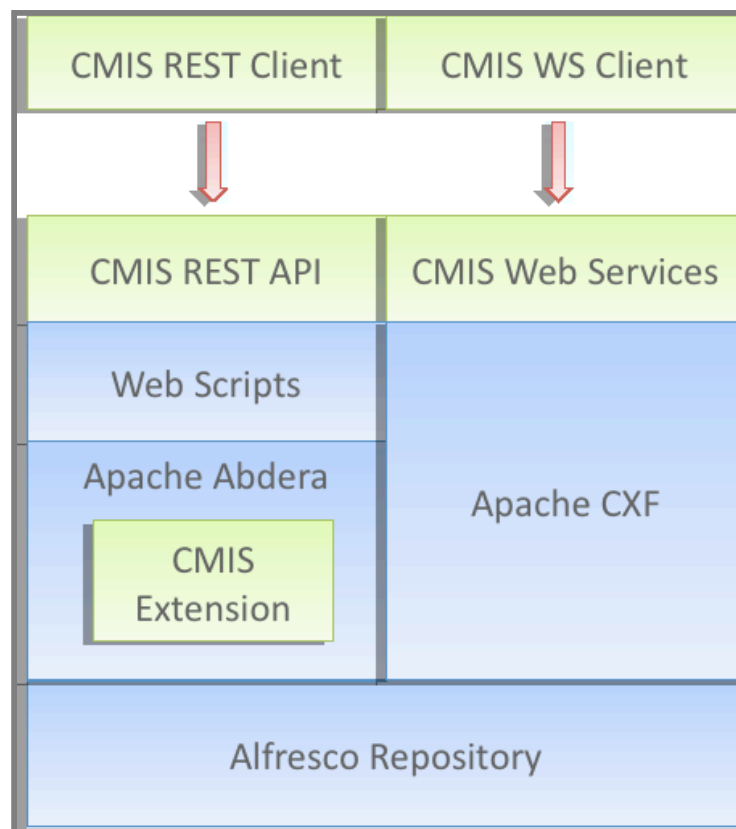 CMIS REST Client
CMIS WS Client
CMIS REST API
CMIS Web Services
Web Scripts
Apache Abdera
CMIS
Extension
Apache CXF
Alfresco Repository